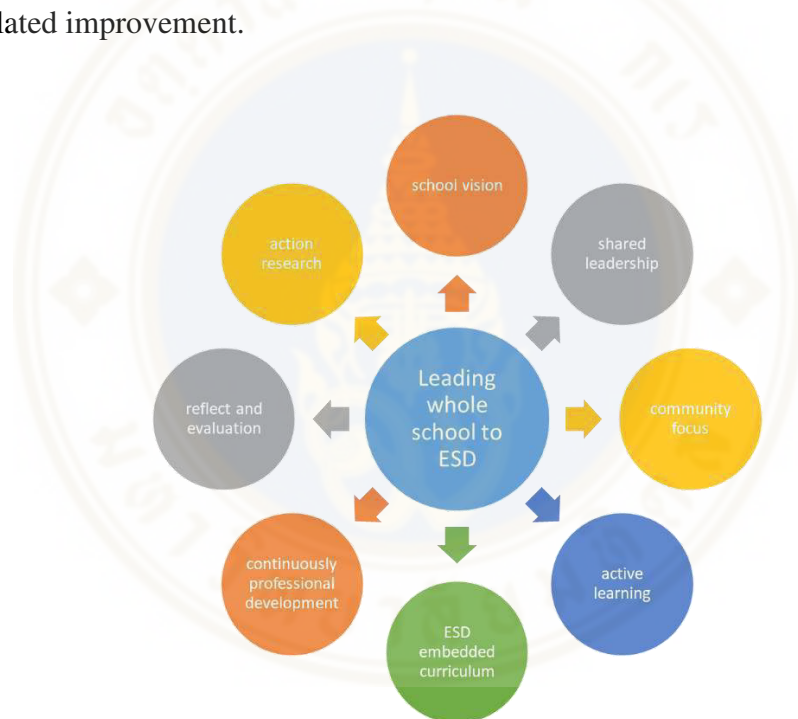 lated improvement.
school vision
shared
leadership
community
focus
active
learning
ESD
embedded
curriculum
continuously
professional
development
reflect and
evaluation
action
research
Leading
whole
school to
ESD